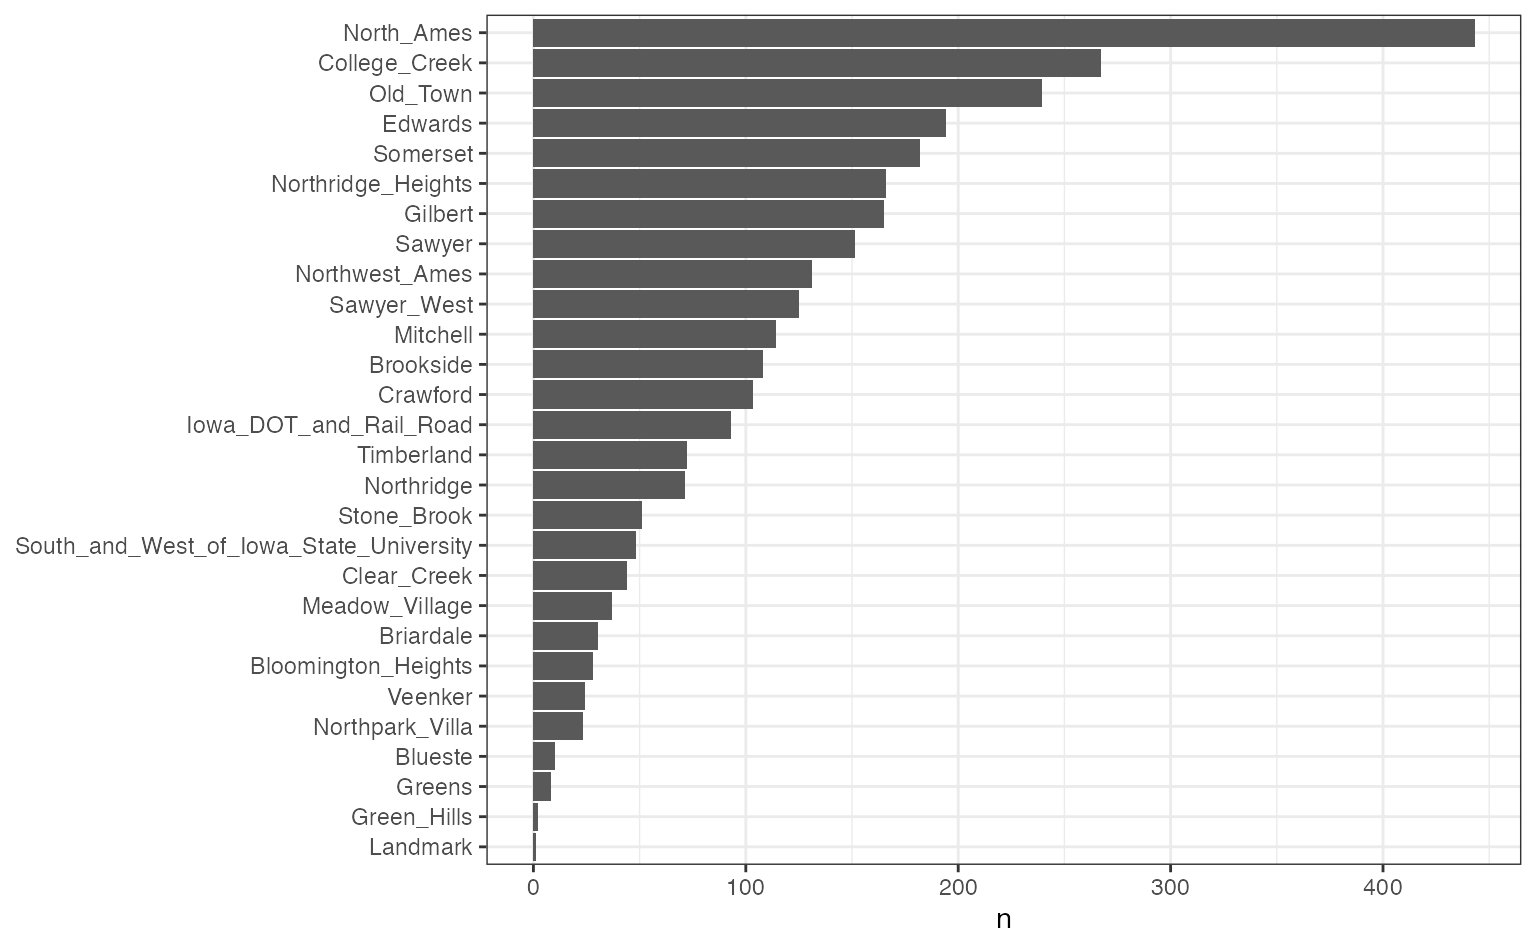 North_Ames
College_Creek
Old_Town
Edwards
Somerset
Northridge_Heights
Gilbert
Sawyer
Northwest_Ames
Sawyer_West
Mitchell
Brookside
Crawford
Iowa_DOT_and_Rail_Road
Timberland
Northridge
Stone_Brook
South_and_West_of_Iowa_State_University
Clear_Creek
Meadow_Village
Briardale
Bloomington_Heights
Veenker
Northpark_Villa
Blueste
Greens
Green_Hills
Landmark
0 100 200 300 400
n